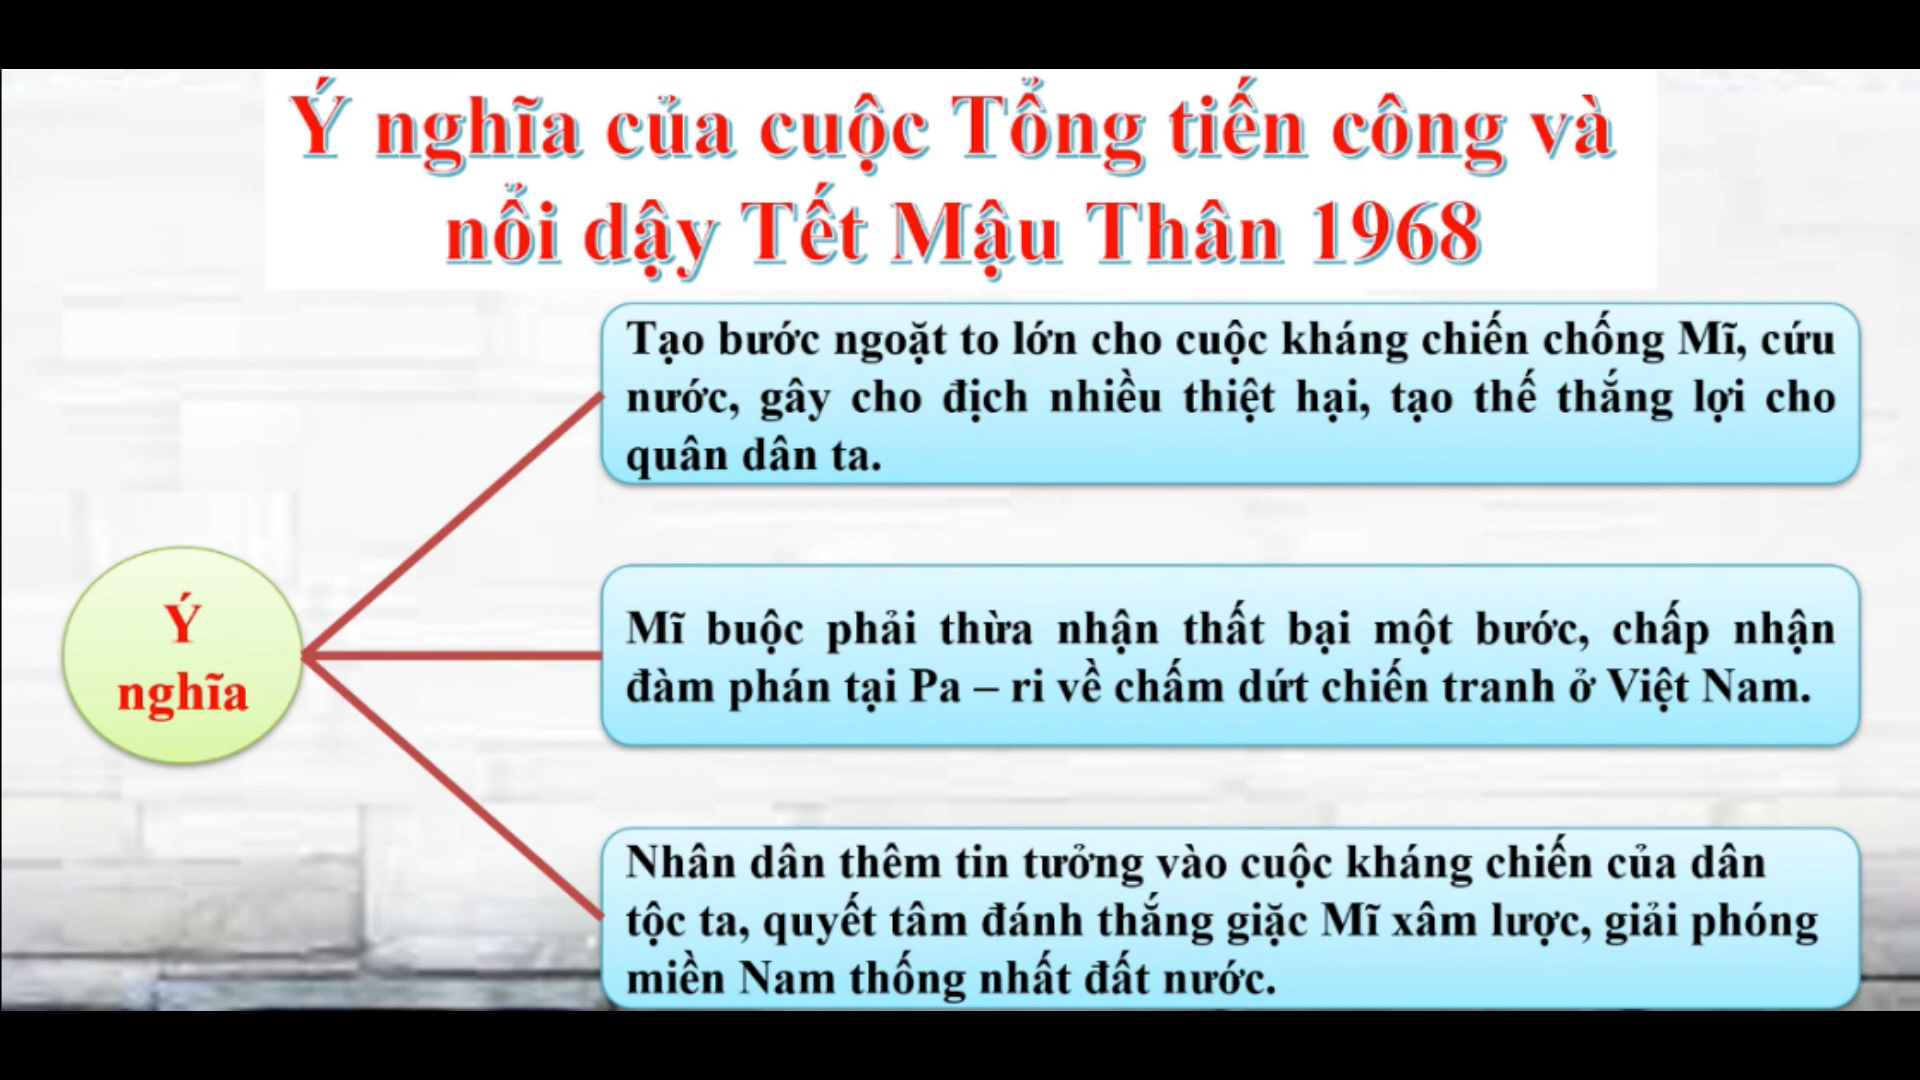 Ý nghĩa của cuộc Tổng tiến công và
nổi dậy Tết Mậu Thân 1968
Tạo bước ngoặt to lớn cho cuộc kháng chiến chống Mĩ, cứu
nước, gây cho địch nhiều thiệt hại, tạo thế thắng lợi cho
quân dân ta.
Ý
nghĩa
Mĩ buộc phải thừa nhận thất bại một bước, chấp nhận
đàm phán tại Pa – ri về chấm dứt chiến tranh ở Việt Nam.
Nhân dân thêm tin tưởng vào cuộc kháng chiến của dân
tộc ta, quyết tâm đánh thắng giặc Mĩ xâm lược, giải phóng
miền Nam thống nhất đất nước.